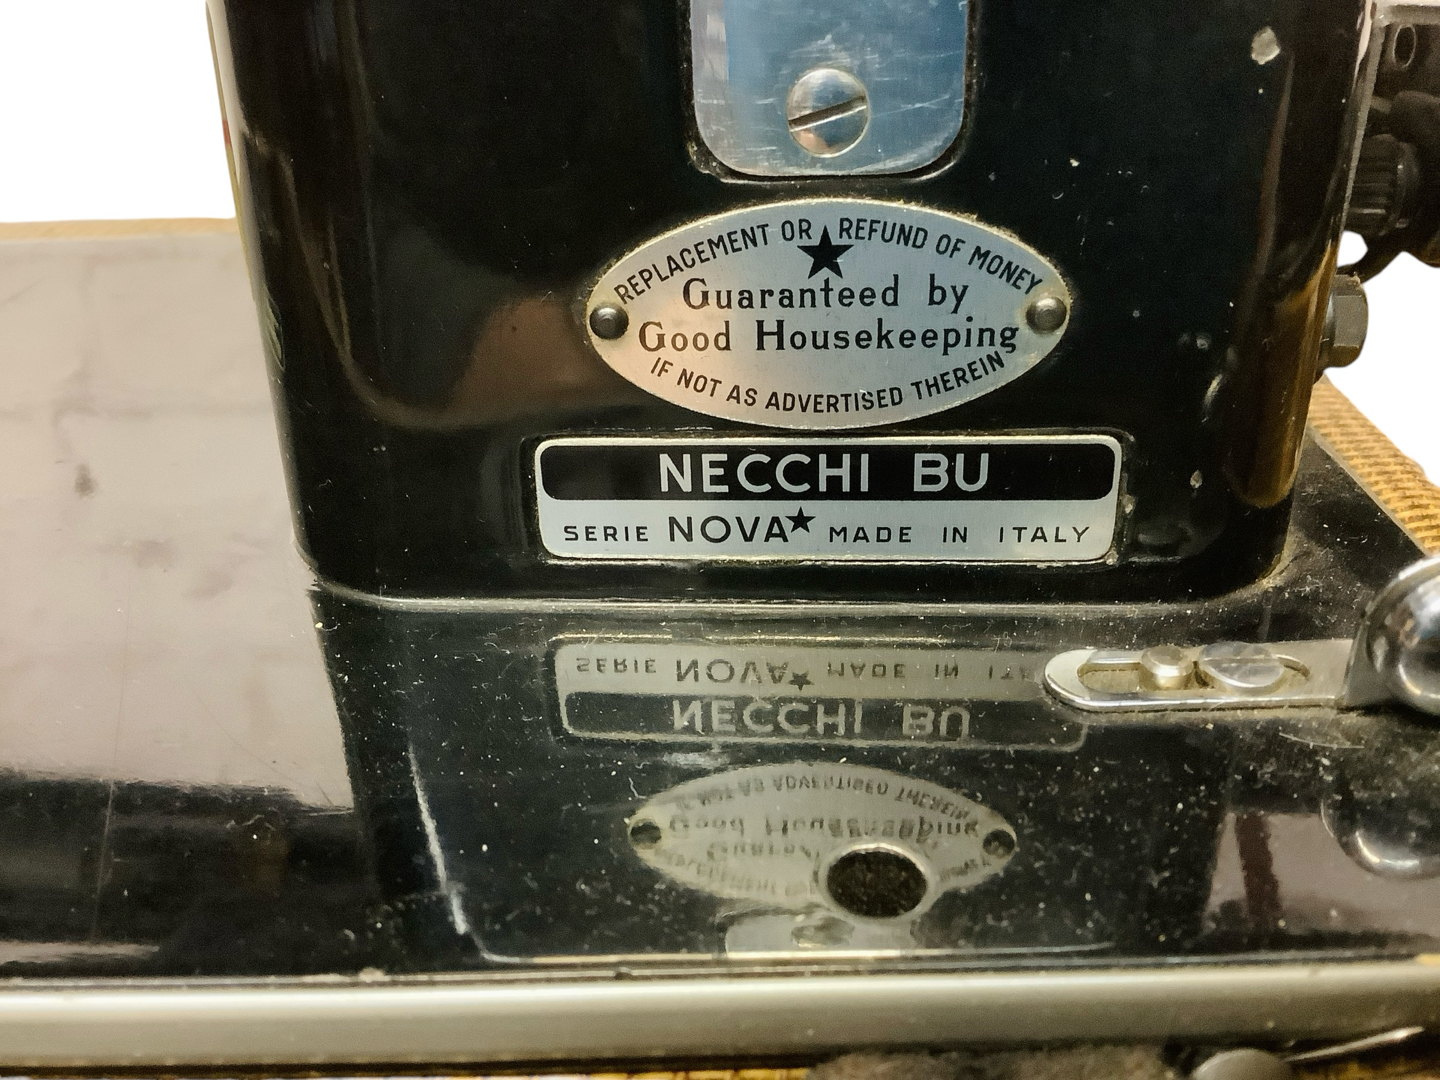 REPLACEMENT OR REFUND OF MONEY
★
Guaranteed by
Good Housekeeping
IF NOT AS ADVERTISED THEREIN
NECCHI BU
SERIE NOVA★ MADE IN ITALY